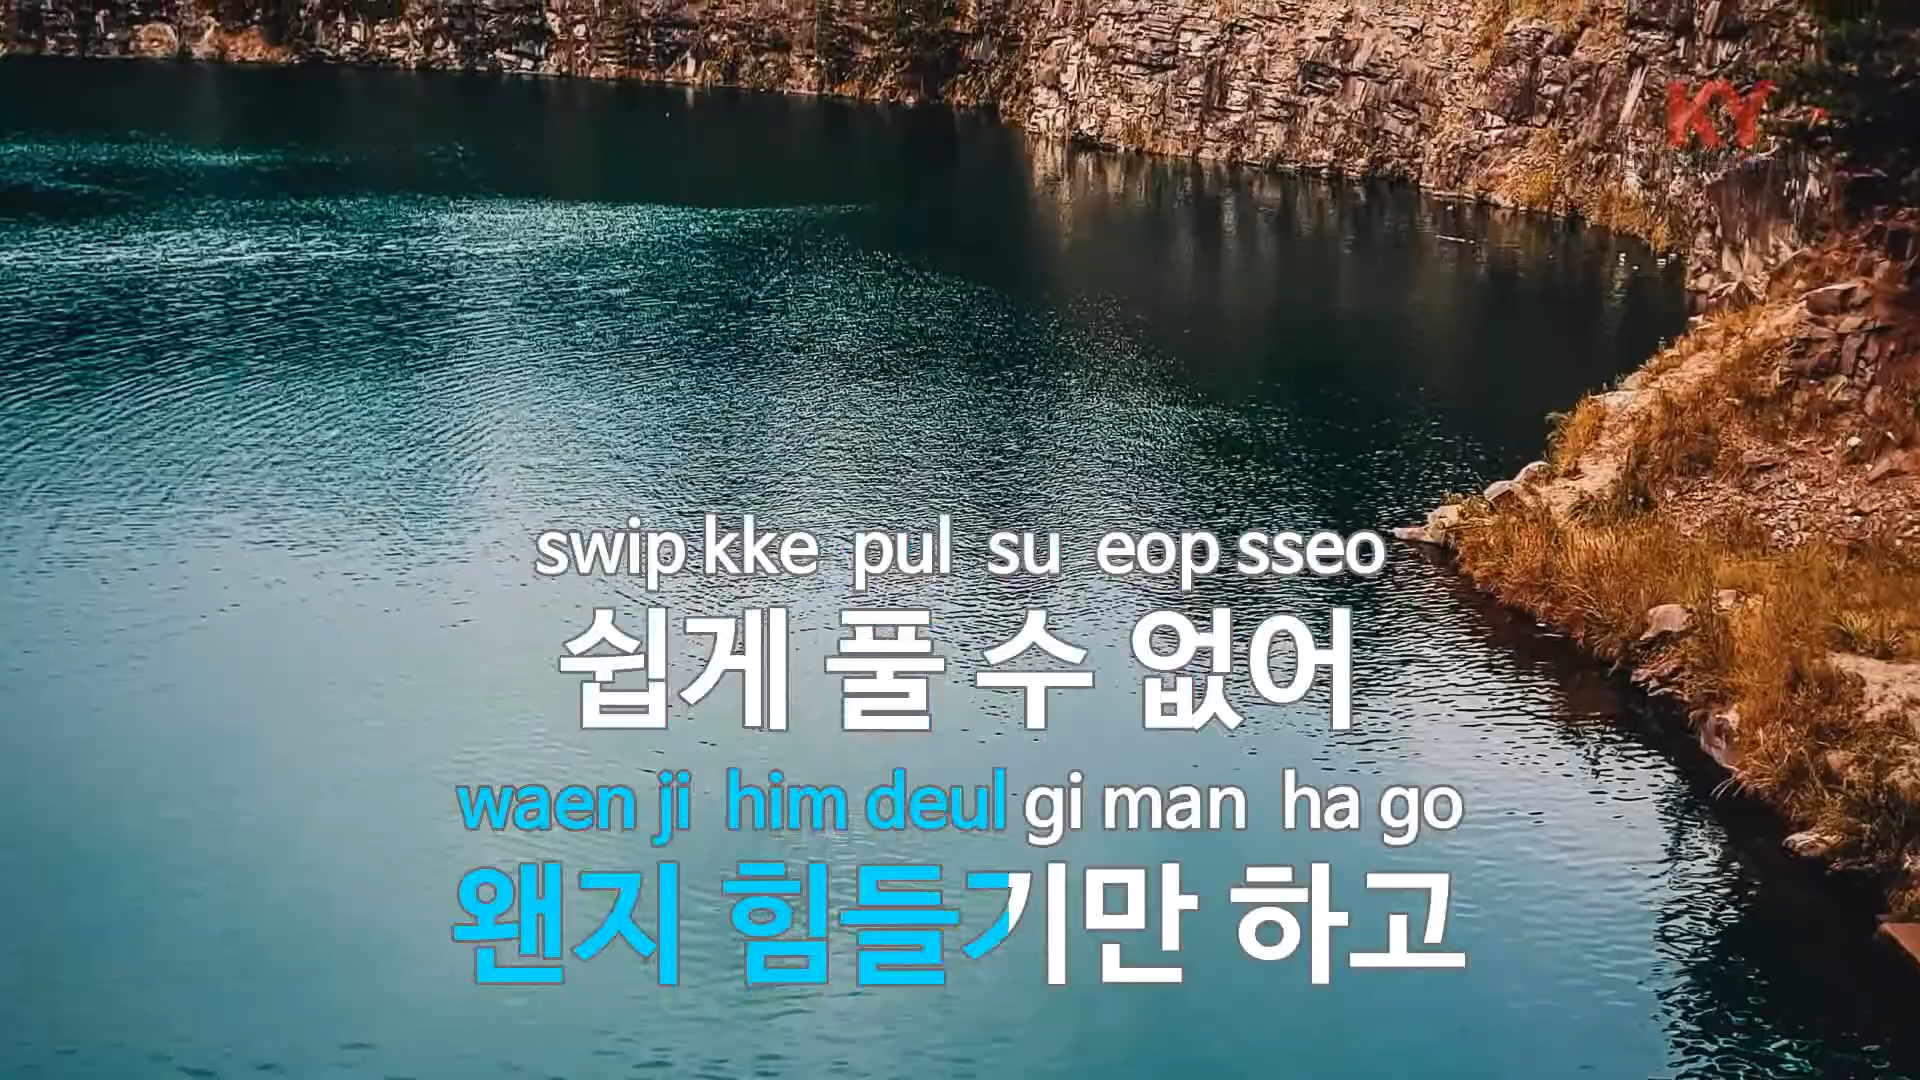 KY
swip kke pul su eop sseo
쉽게 풀 수 없어
waen ji him deul gi man ha go
왠지 힘들기만 하고